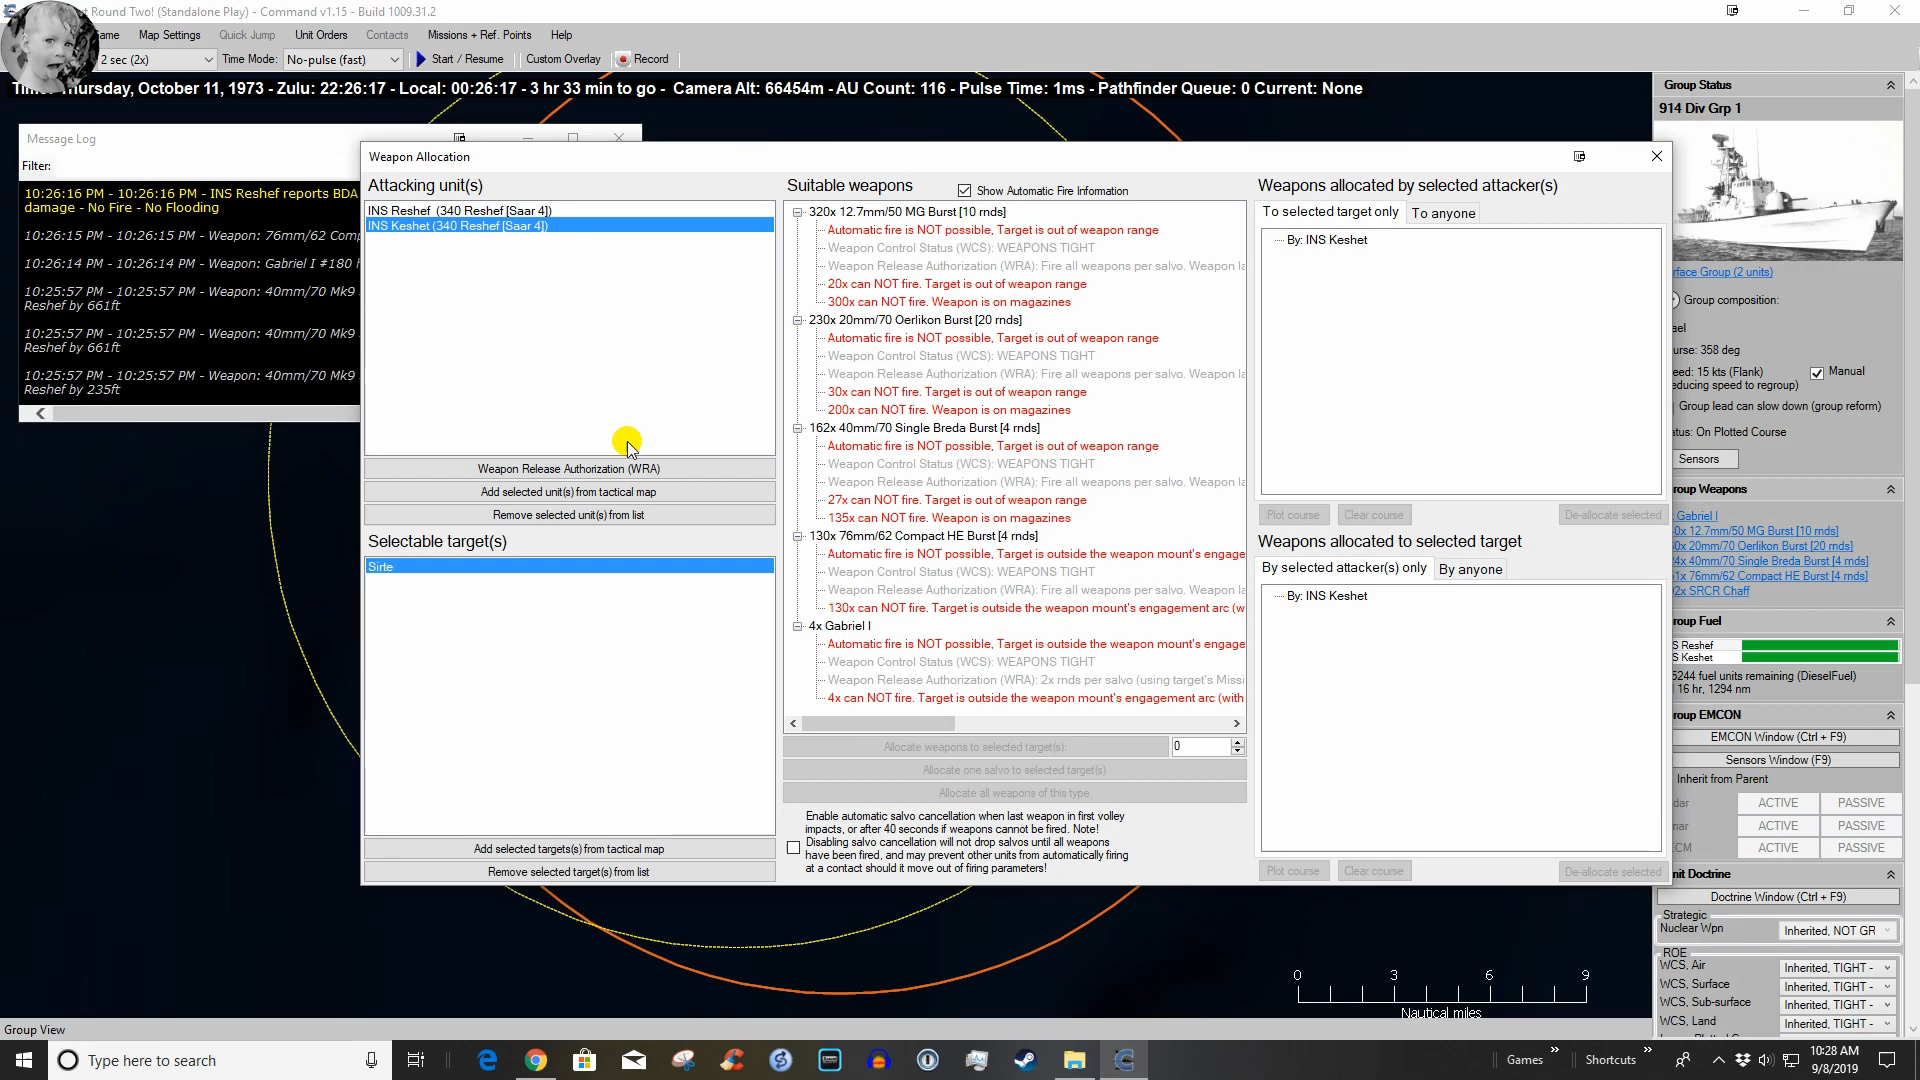 Round Two! (Standalone Play) - Command v1.15 - Build 1009.31.2
ame Map Settings Quick Jump Unit Orders Contacts Missions + Ref. Points Help
2 sec (2x) Time Mode: No-pulse (fast) Start / Resume Custom Overlay Record
Time: Thursday, October 11, 1973 - Zulu: 22:26:17 - Local: 00:26:17 - 3 hr 33 min to go - Camera Alt: 66454m - AU Count: 116 - Pulse Time: 1ms - Pathfinder Queue: 0 Current: None
Message Log
Filter:
10:26:16 PM - 10:26:16 PM - INS Reshef reports BDA
damage - No Fire - No Flooding
10:26:15 PM - 10:26:15 PM - Weapon: 76mm/62 Comp
10:26:14 PM - 10:26:14 PM - Weapon: Gabriel I #180 h
10:25:57 PM - 10:25:57 PM - Weapon: 40mm/70 Mk9
Reshef by 661ft
10:25:57 PM - 10:25:57 PM - Weapon: 40mm/70 Mk9
Reshef by 661ft
10:25:57 PM - 10:25:57 PM - Weapon: 40mm/70 Mk9
Reshef by 235ft
Weapon Allocation
Attacking unit(s)
INS Reshef (340 Reshef [Saar 4])
INS Keshet (340 Reshef [Saar 4])
Weapon Release Authorization (WRA)
Add selected unit(s) from tactical map
Remove selected unit(s) from list
Selectable target(s)
Sirte
Add selected targets(s) from tactical map
Remove selected target(s) from list
Suitable weapons
Show Automatic Fire Information
320x 12.7mm/50 MG Burst [10 rnds]
Automatic fire is NOT possible, Target is out of weapon range
Weapon Control Status (WCS): WEAPONS TIGHT
Weapon Release Authorization (WRA): Fire all weapons per salvo. Weapon la
20x can NOT fire. Target is out of weapon range
300x can NOT fire. Weapon is on magazines
230x 20mm/70 Oerlikon Burst [20 rnds]
Automatic fire is NOT possible, Target is out of weapon range
Weapon Control Status (WCS): WEAPONS TIGHT
Weapon Release Authorization (WRA): Fire all weapons per salvo. Weapon la
30x can NOT fire. Target is out of weapon range
200x can NOT fire. Weapon is on magazines
162x 40mm/70 Single Breda Burst [4 rnds]
Automatic fire is NOT possible, Target is out of weapon range
Weapon Control Status (WCS): WEAPONS TIGHT
Weapon Release Authorization (WRA): Fire all weapons per salvo. Weapon la
27x can NOT fire. Target is out of weapon range
135x can NOT fire. Weapon is on magazines
130x 76mm/62 Compact HE Burst [4 rnds]
Automatic fire is NOT possible, Target is outside the weapon mount's engage
Weapon Control Status (WCS): WEAPONS TIGHT
Weapon Release Authorization (WRA): Fire all weapons per salvo. Weapon la
130x can NOT fire. Target is outside the weapon mount's engagement arc (w
4x Gabriel I
Automatic fire is NOT possible, Target is outside the weapon mount's engage
Weapon Control Status (WCS): WEAPONS TIGHT
Weapon Release Authorization (WRA): 2x rnds per salvo (using target's Missi
4x can NOT fire. Target is outside the weapon mount's engagement arc (with
Allocate weapons to selected target(s): 0
Allocate one salvo to selected target(s)
Allocate all weapons of this type
Enable automatic salvo cancellation when last weapon in first volley
impacts, or after 40 seconds if weapons cannot be fired. Note!
Disabling salvo cancellation will not drop salvos until all weapons
have been fired, and may prevent other units from automatically firing
at a contact should it move out of firing parameters!
Weapons allocated by selected attacker(s)
To selected target only To anyone
By: INS Keshet
Plot course Clear course De-allocate selected
Weapons allocated to selected target
By selected attacker(s) only By anyone
By: INS Keshet
Plot course Clear course De-allocate selected
Group Status
914 Div Grp 1
rface Group (2 units)
Group composition:
ael
urse: 358 deg
eed: 15 kts (Flank) Manual
educing speed to regroup)
Group lead can slow down (group reform)
atus: On Plotted Course
Sensors
roup Weapons
Gabriel I
0x 12.7mm/50 MG Burst [10 rnds]
0x 20mm/70 Oerlikon Burst [20 rnds]
4x 40mm/70 Single Breda Burst [4 rnds]
1x 76mm/62 Compact HE Burst [4 rnds]
2x SRCR Chaff
roup Fuel
S Reshef
S Keshet
5244 fuel units remaining (DieselFuel)
16 hr, 1294 nm
roup EMCON
EMCON Window (Ctrl + F9)
Sensors Window (F9)
Inherit from Parent
dar ACTIVE PASSIVE
nar ACTIVE PASSIVE
ECM ACTIVE PASSIVE
nit Doctrine
Doctrine Window (Ctrl + F9)
Strategic
Nuclear Wpn Inherited, NOT GR
ROE
WCS, Air Inherited, TIGHT -
WCS, Surface Inherited, TIGHT -
WCS, Sub-surface Inherited, TIGHT -
WCS, Land Inherited, TIGHT -
0 3 6 9
Nautical miles
Group View
Type here to search
Games
Shortcuts
10:28 AM
9/8/2019